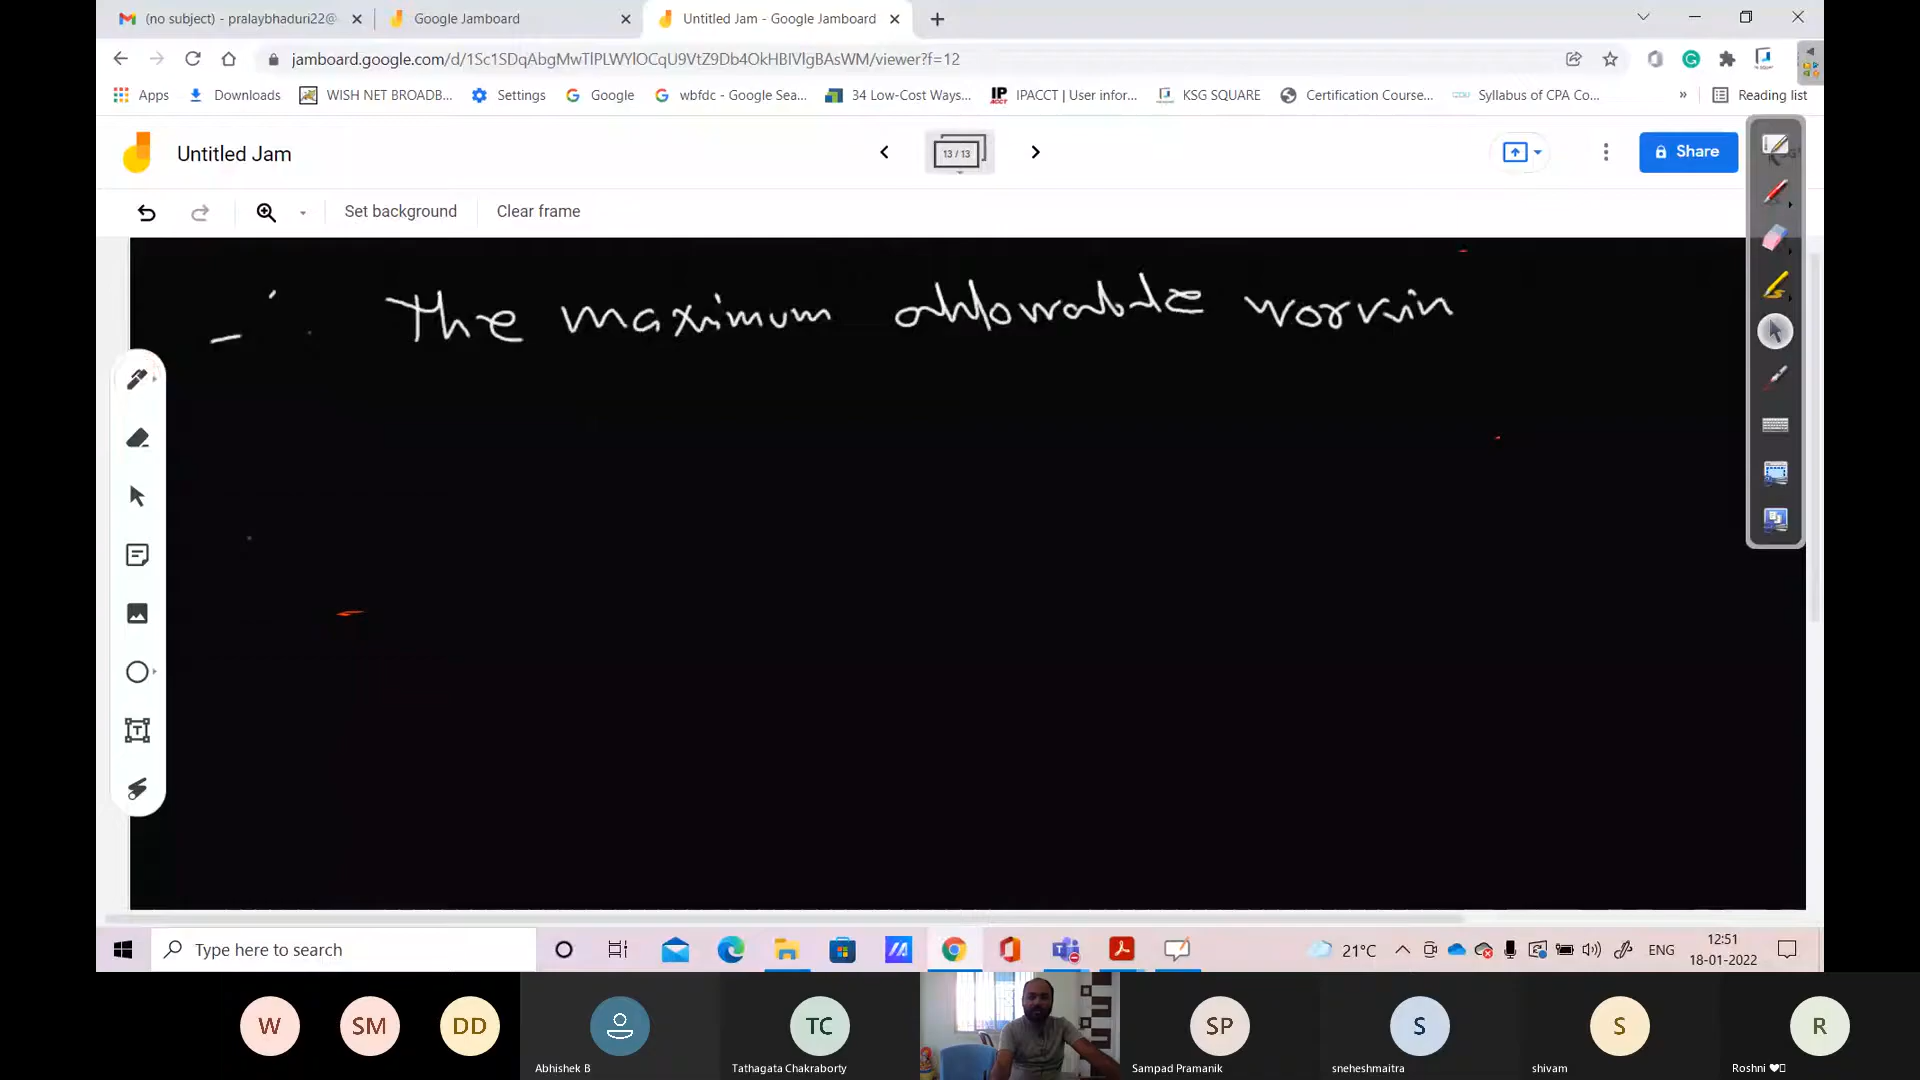 (no subject) - pralaybhaduri22@
Google Jamboard
Untitled Jam - Google Jamboard
jamboard.google.com/d/1Sc1SDqAbgMwTlPLWYlOCqU9VtZ9Db4OkHBIVlgBAsWM/viewer?f=12
Apps
Downloads
WISH NET BROADB...
Settings
Google
wbfdc - Google Sea...
34 Low-Cost Ways...
IP ACCT
IPACCT | User infor...
KSG SQUARE
Certification Course...
Syllabus of CPA Co...
»
Reading list
Untitled Jam
13 / 13
Share
Set background
Clear frame
The maximum allowable workin
Type here to search
21°C
ENG
12:51
18-01-2022
W
SM
DD
TC
SP
S
S
R
Abhishek B
Tathagata Chakraborty
Sampad Pramanik
sneheshmaitra
shivam
Roshni